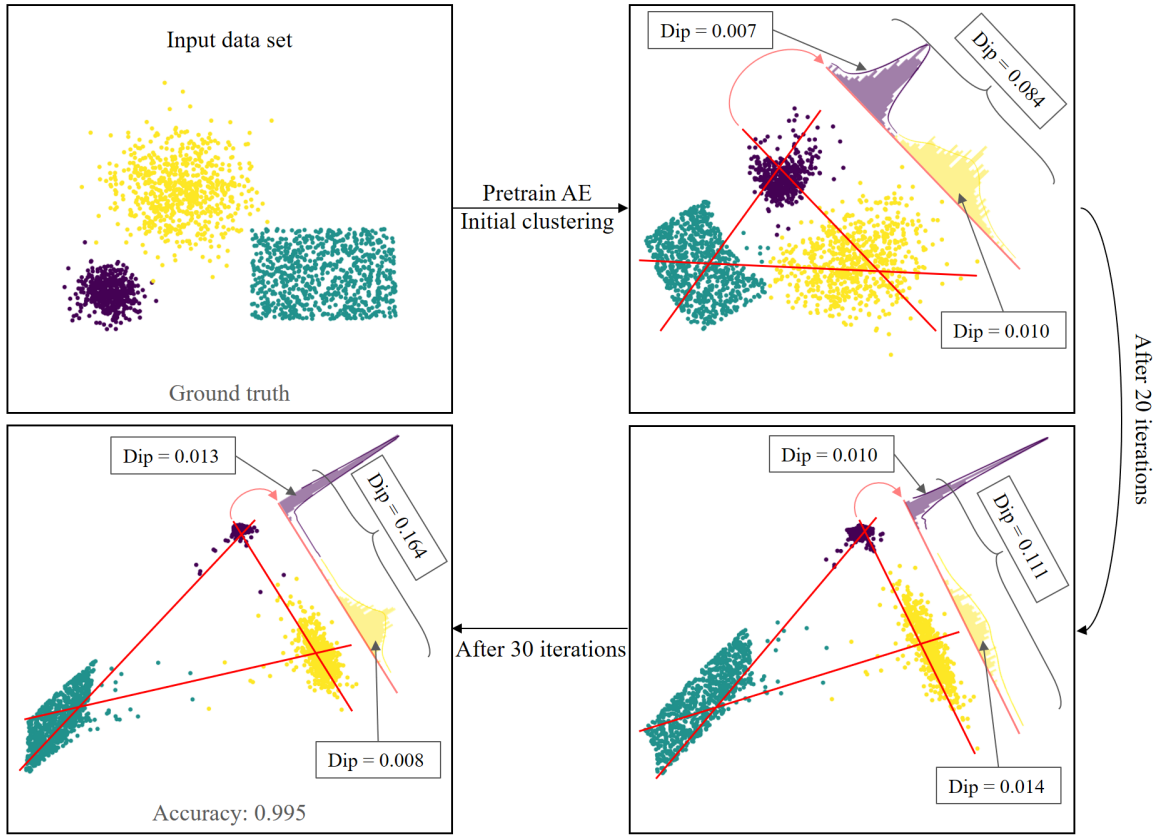 Input data set
Ground truth
Pretrain AE
Initial clustering
Dip = 0.007
Dip = 0.084
Dip = 0.010
After 20 iterations
Dip = 0.010
Dip = 0.111
Dip = 0.014
After 30 iterations
Dip = 0.013
Dip = 0.164
Dip = 0.008
Accuracy: 0.995